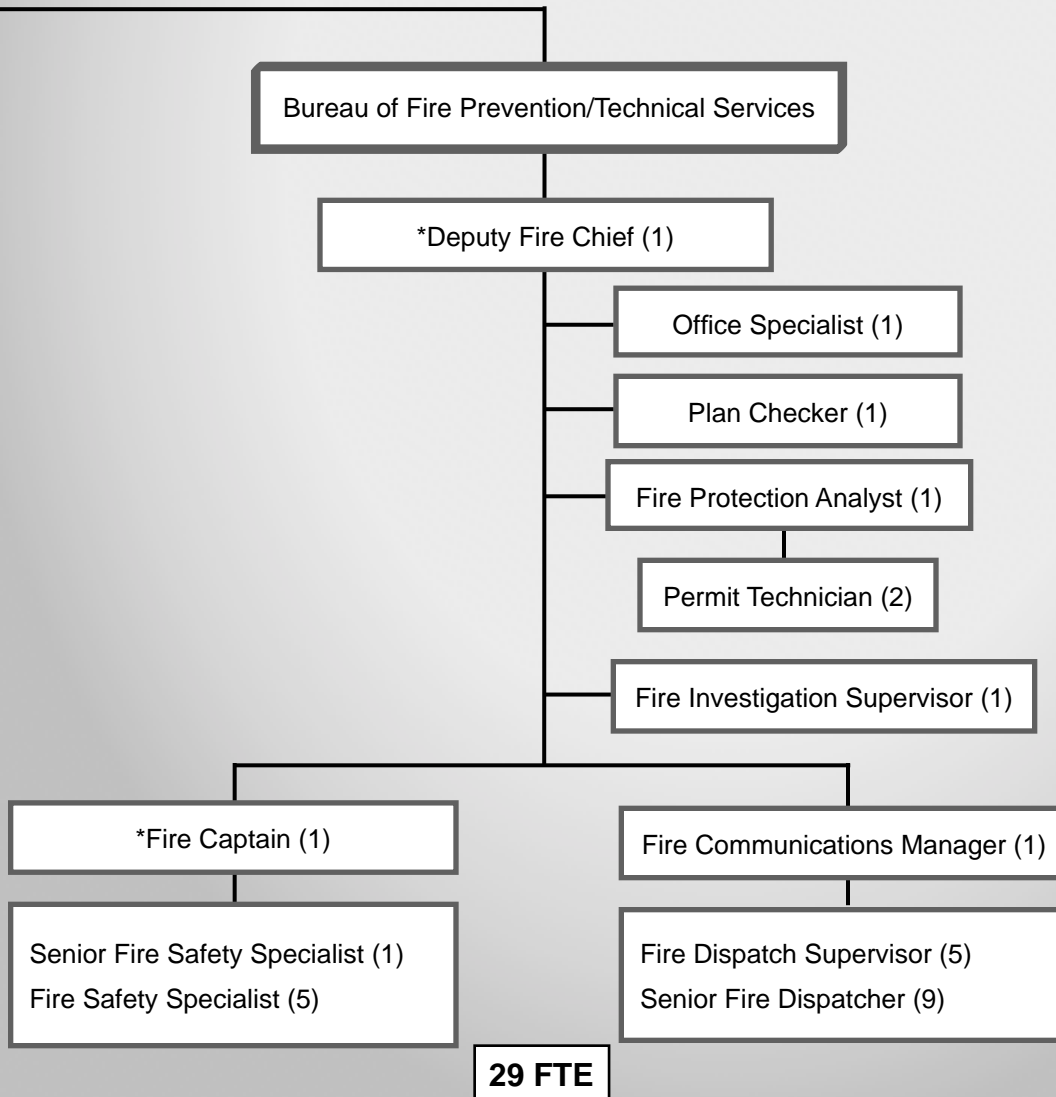 Bureau of Fire Prevention/Technical Services
*Deputy Fire Chief (1)
Office Specialist (1)
Plan Checker (1)
Fire Protection Analyst (1)
Permit Technician (2)
Fire Investigation Supervisor (1)
*Fire Captain (1)
Fire Communications Manager (1)
Senior Fire Safety Specialist (1)
Fire Safety Specialist (5)
Fire Dispatch Supervisor (5)
Senior Fire Dispatcher (9)
29 FTE